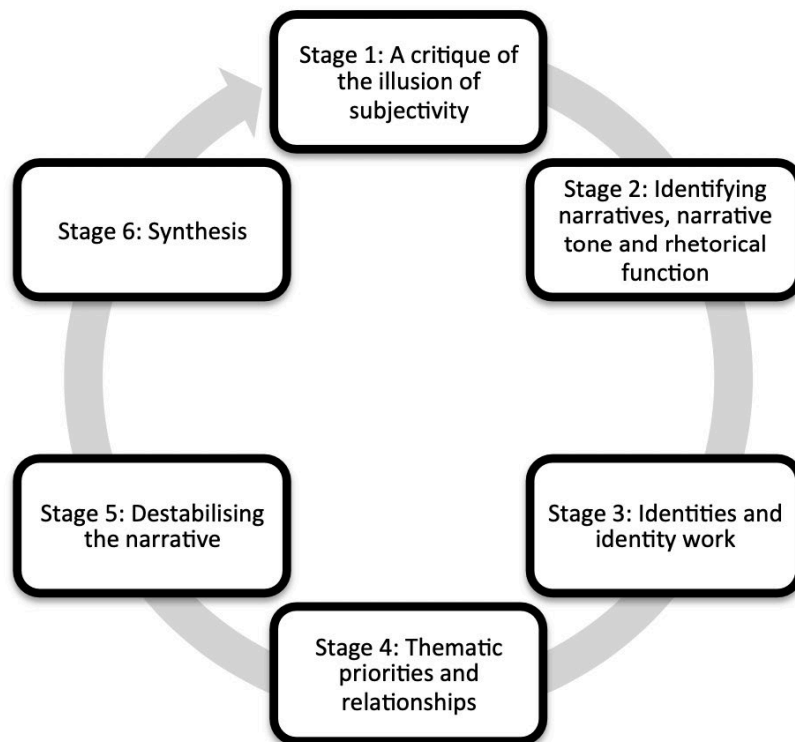 Stage 1: A critique of
the illusion of
subjectivity
Stage 2: Identifying
narratives, narrative
tone and rhetorical
function
Stage 3: Identities and
identity work
Stage 4: Thematic
priorities and
relationships
Stage 5: Destabilising
the narrative
Stage 6: Synthesis